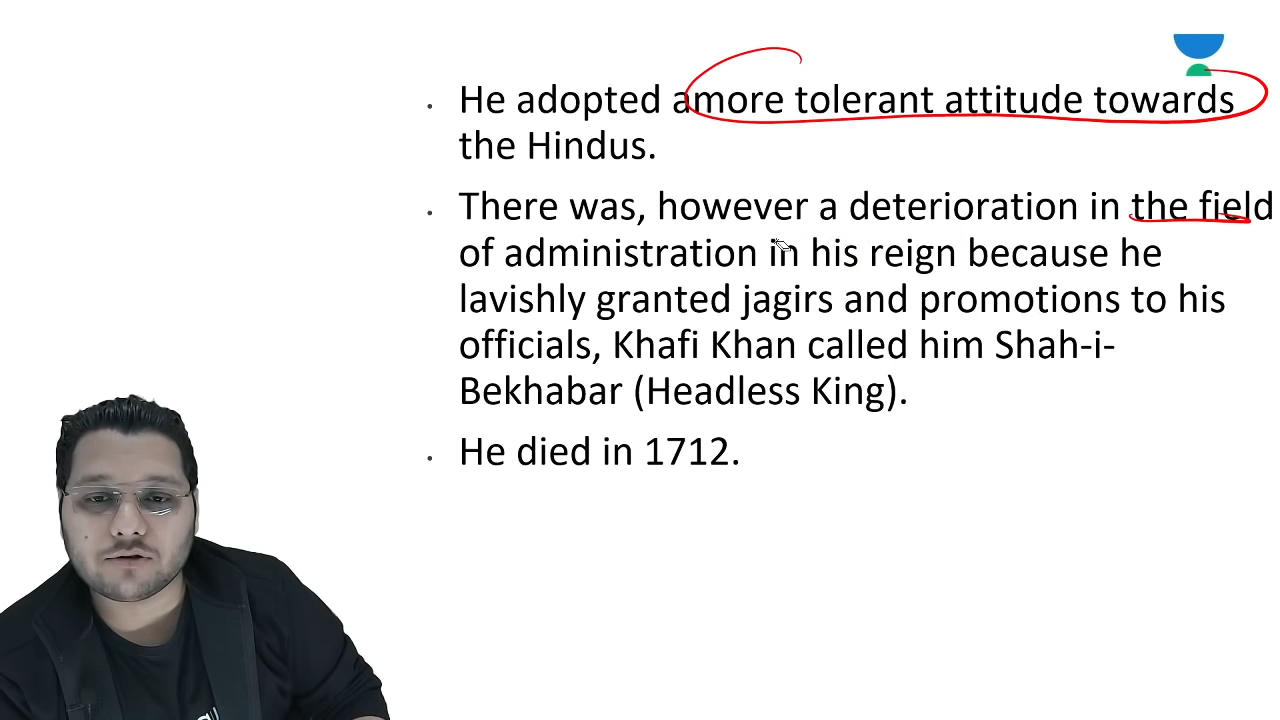 He adopted amore tolerant attitude towards
the Hindus.
There was, however a deterioration in the field
of administration in his reign because he
lavishly granted jagirs and promotions to his
officials, Khafi Khan called him Shah-i-
Bekhabar (Headless King).
He died in 1712.